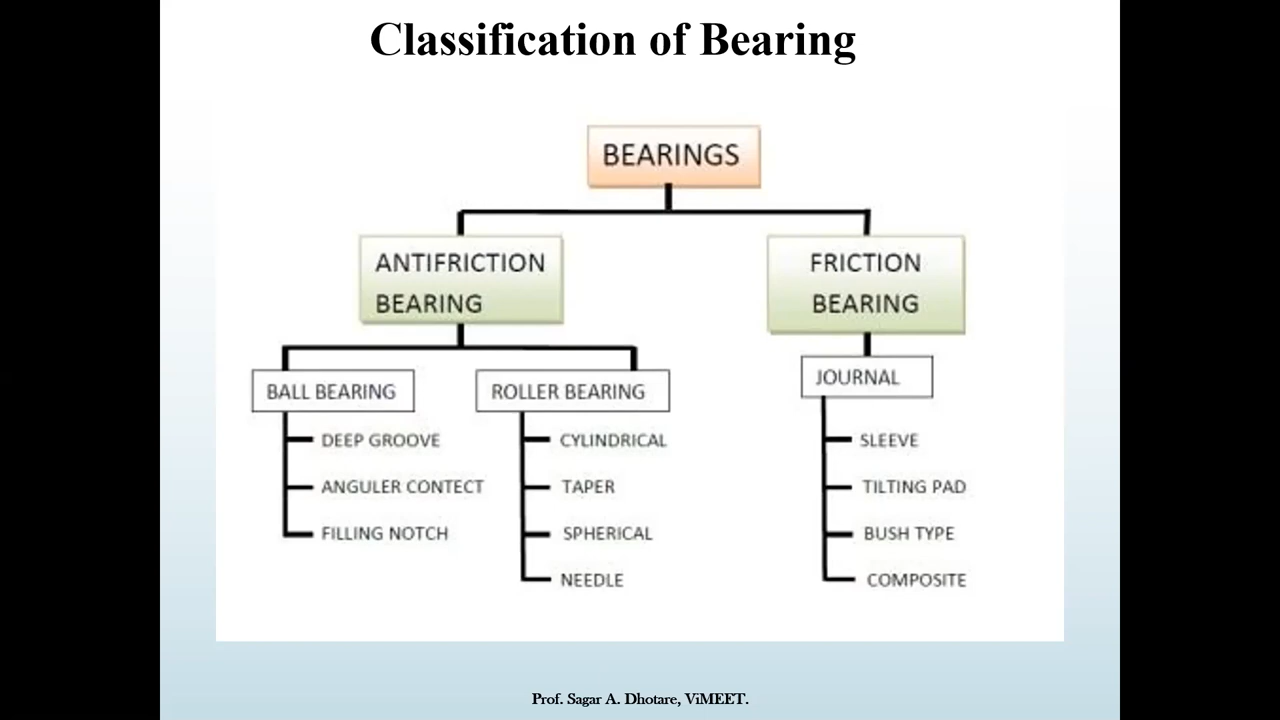 Classification of Bearing
BEARINGS
ANTIFRICTION
BEARING
FRICTION
BEARING
BALL BEARING
DEEP GROOVE
ANGULER CONTECT
FILLING NOTCH
ROLLER BEARING
CYLINDRICAL
TAPER
SPHERICAL
NEEDLE
JOURNAL
SLEEVE
TILTING PAD
BUSH TYPE
COMPOSITE
Prof. Sagar A. Dhotare, ViMEET.